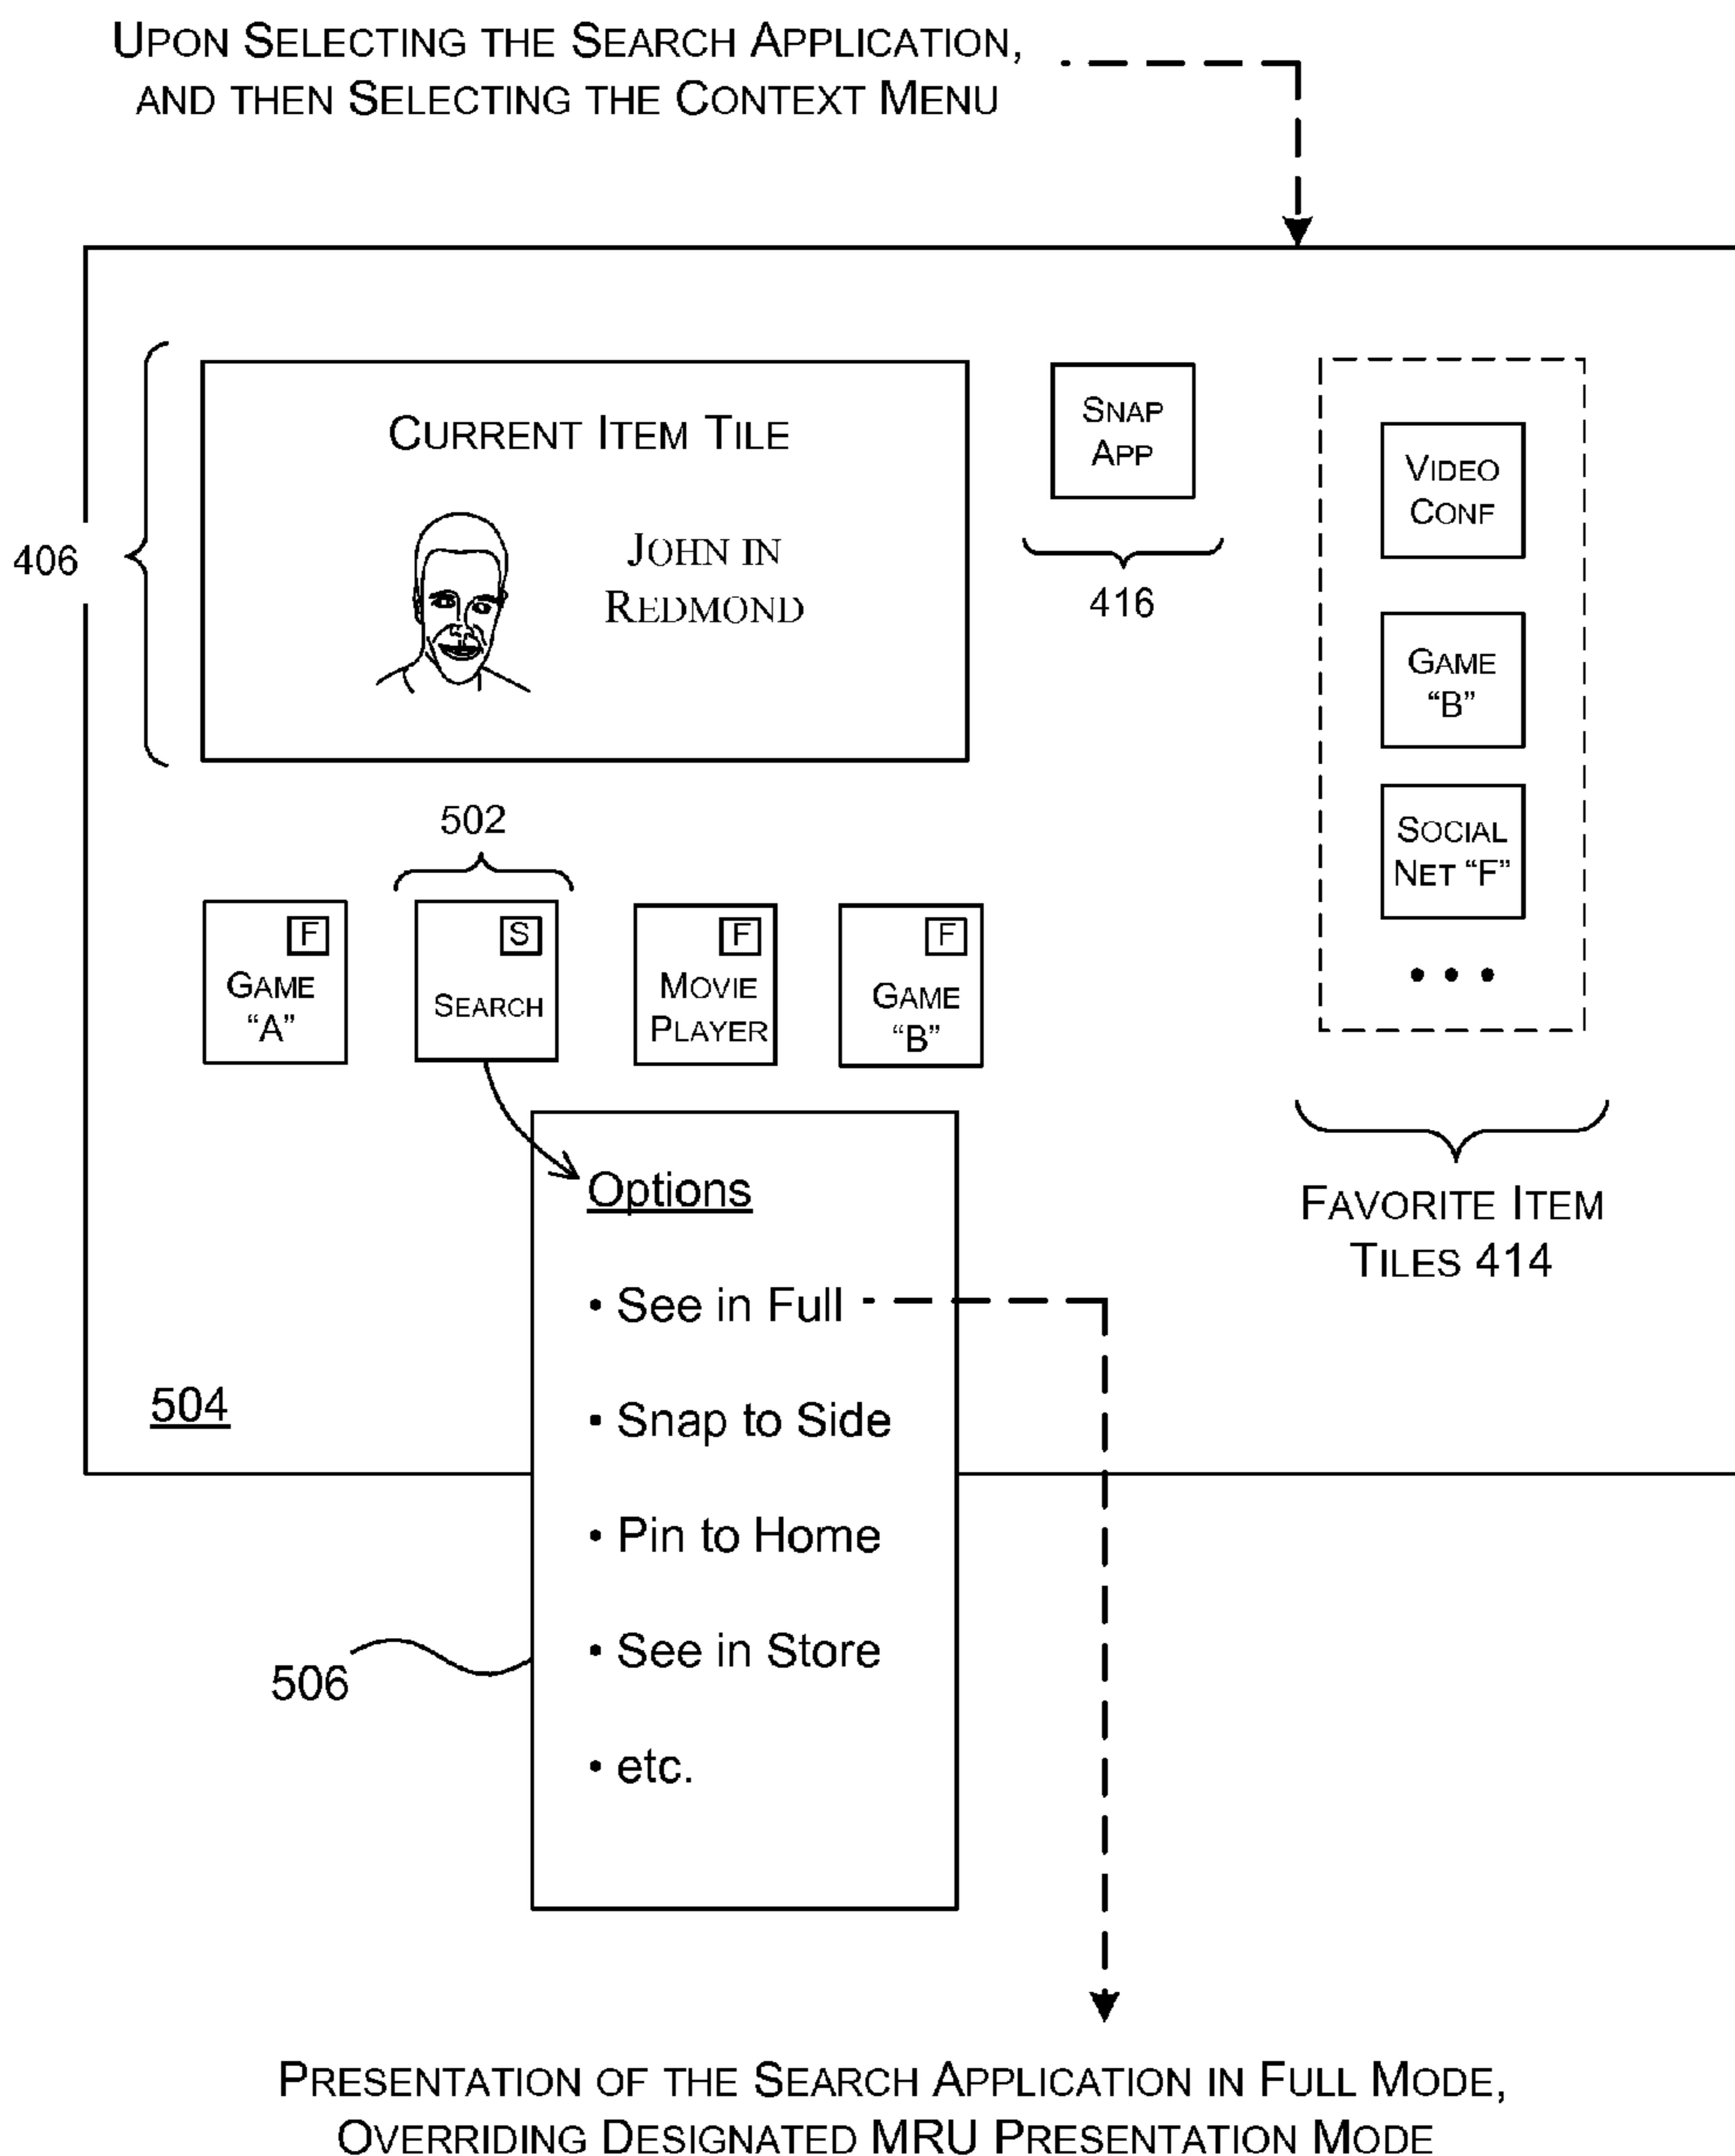 UPON SELECTING THE SEARCH APPLICATION,
AND THEN SELECTING THE CONTEXT MENU
406
CURRENT ITEM TILE
JOHN IN
REDMOND
SNAP
APP
416
VIDEO
CONF
GAME
“B”
SOCIAL
NET “F”
• • •
FAVORITE ITEM
TILES 414
502
F
GAME
“A”
S
SEARCH
F
MOVIE
PLAYER
F
GAME
“B”
Options
• See in Full
• Snap to Side
• Pin to Home
• See in Store
• etc.
504
506
PRESENTATION OF THE SEARCH APPLICATION IN FULL MODE,
OVERRIDING DESIGNATED MRU PRESENTATION MODE